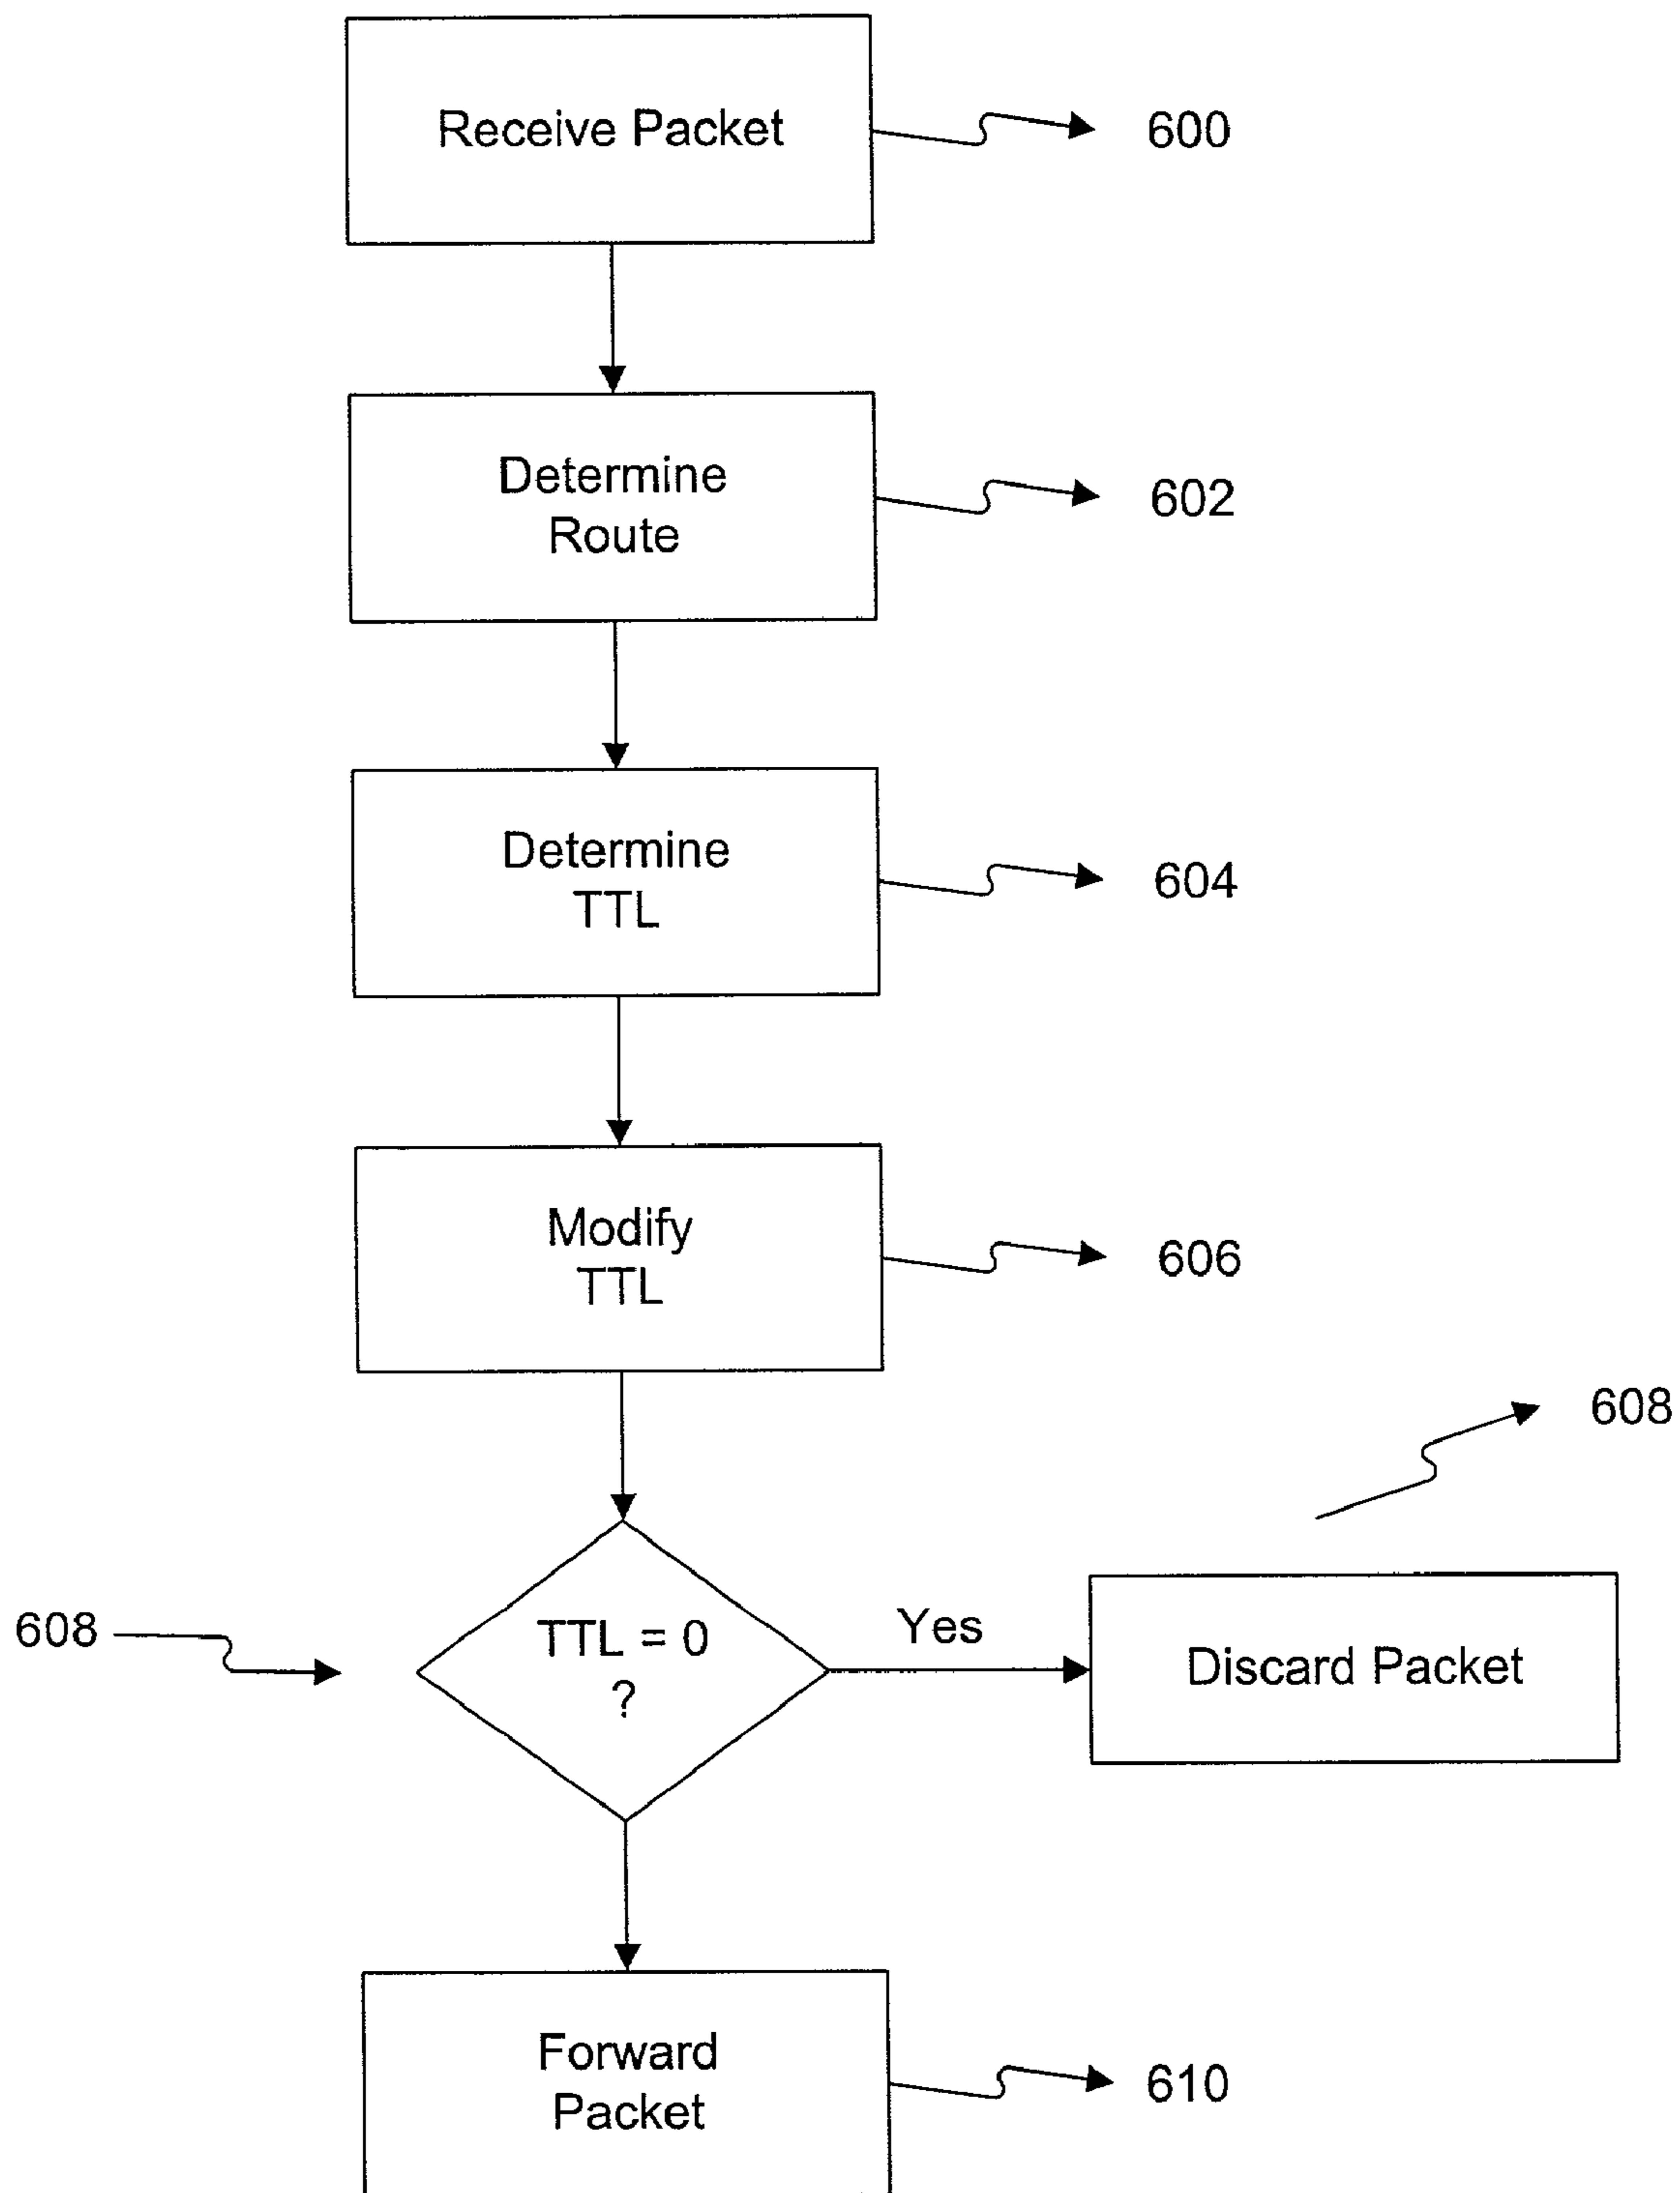 Receive Packet
600
Determine
Route
602
Determine
TTL
604
Modify
TTL
606
608
608
TTL = 0
?
Yes
Discard Packet
Forward
Packet
610